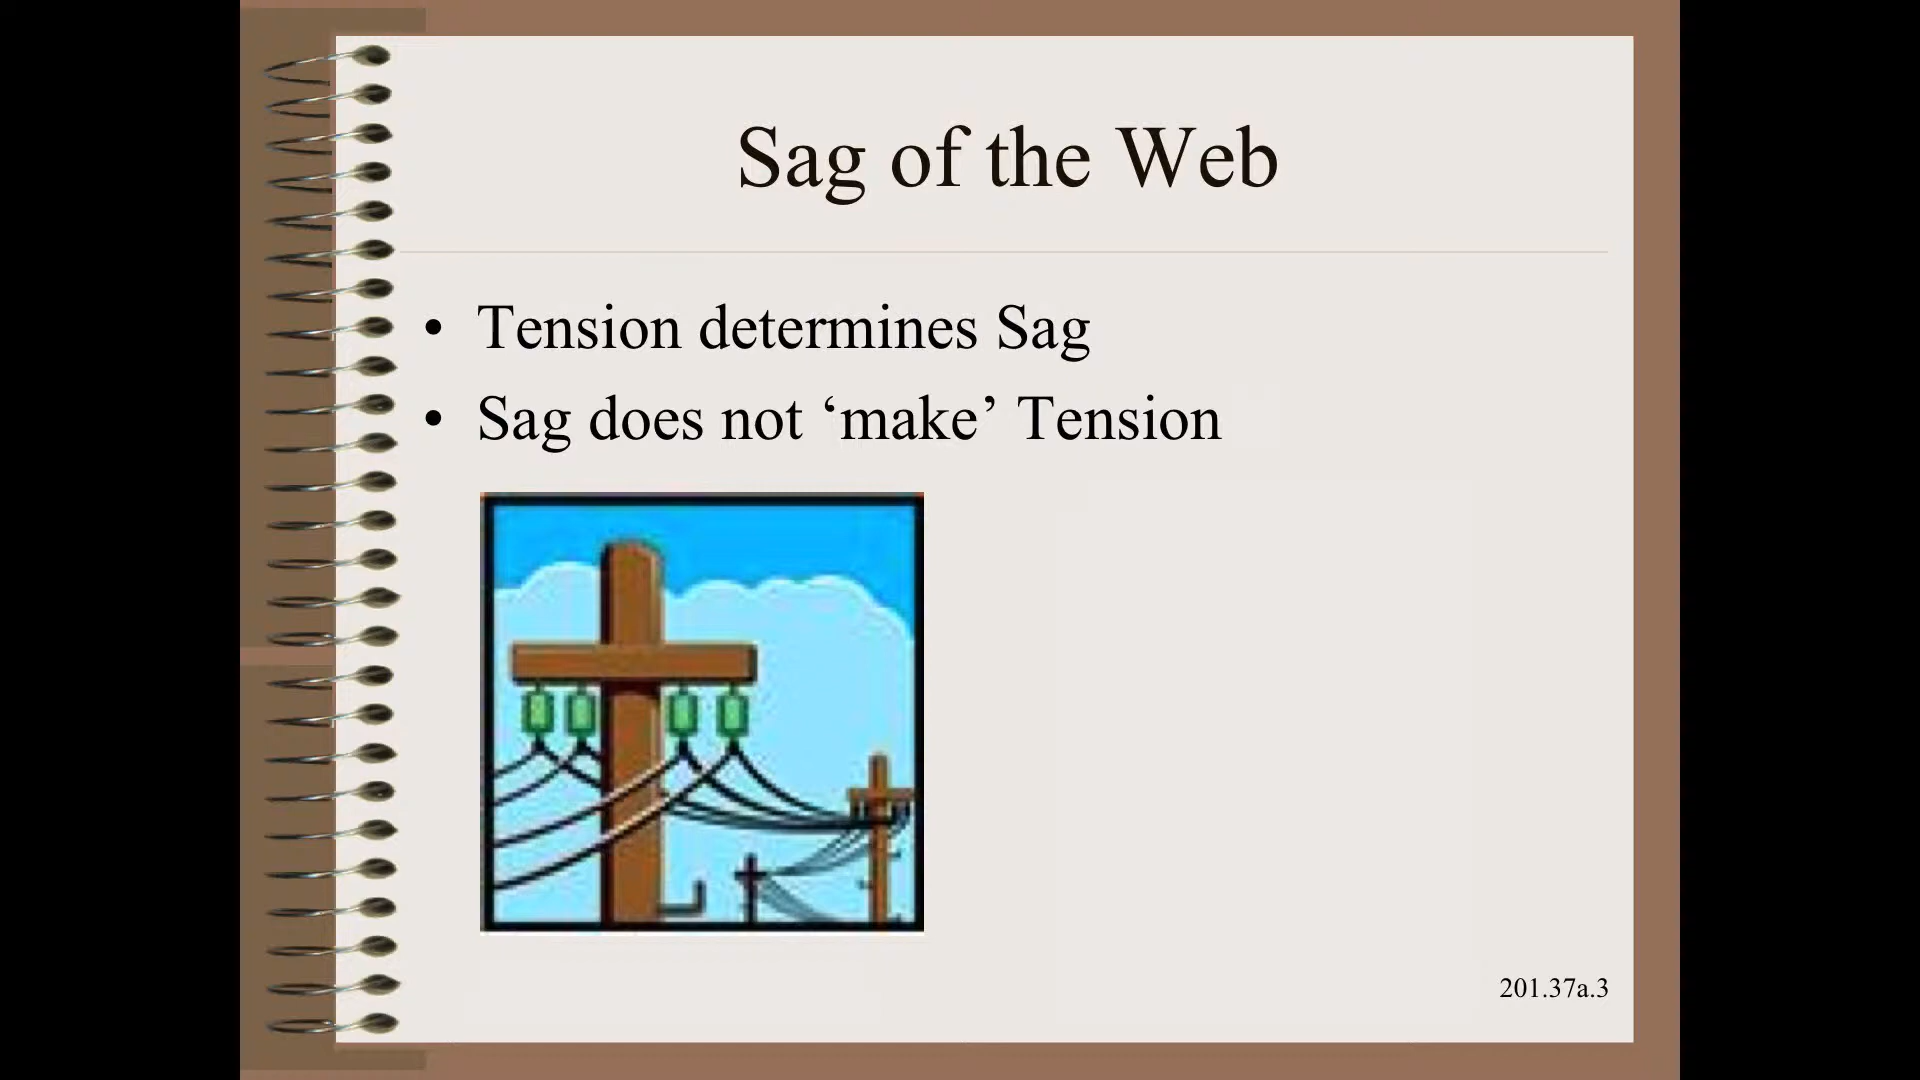 Sag of the Web
• Tension determines Sag
• Sag does not ‘make’ Tension
201.37a.3